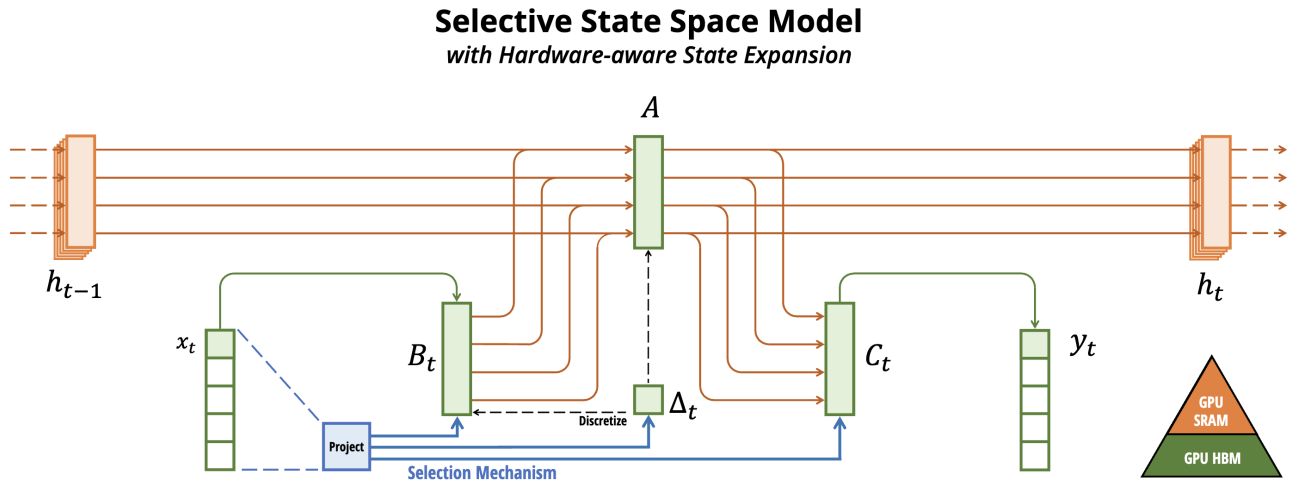 Selective State Space Model
with Hardware-aware State Expansion
A
h_{t-1}
h_t
x_t
B_t
C_t
y_t
Δ_t
Discretize
Project
Selection Mechanism
GPU
SRAM
GPU HBM